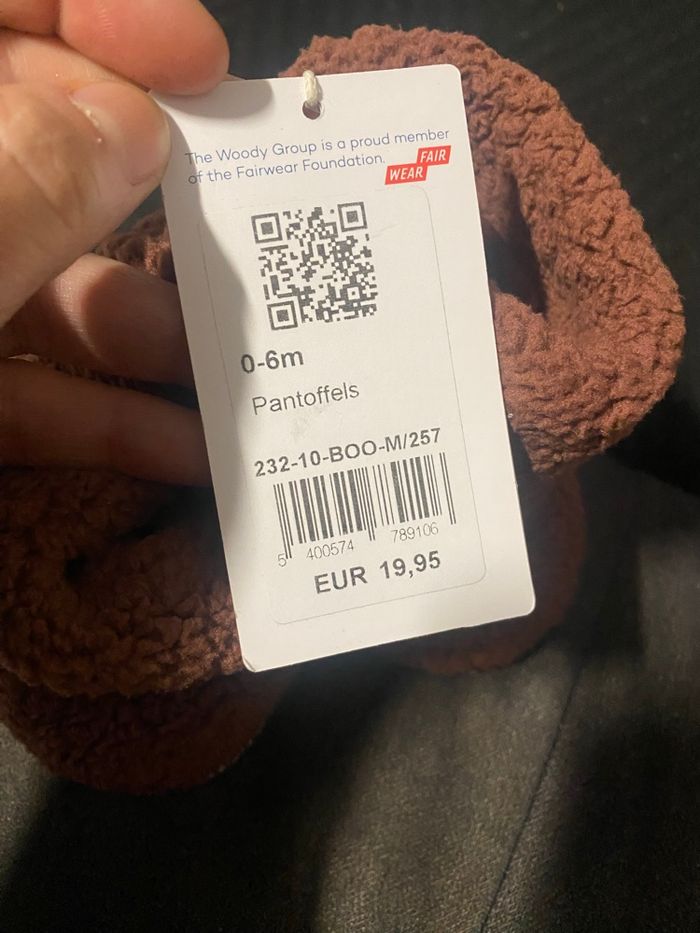 The Woody Group is a proud member
of the Fairwear Foundation.
FAIR
WEAR
0-6m
Pantoffels
232-10-BOO-M/257
5 400574 789106
EUR 19,95